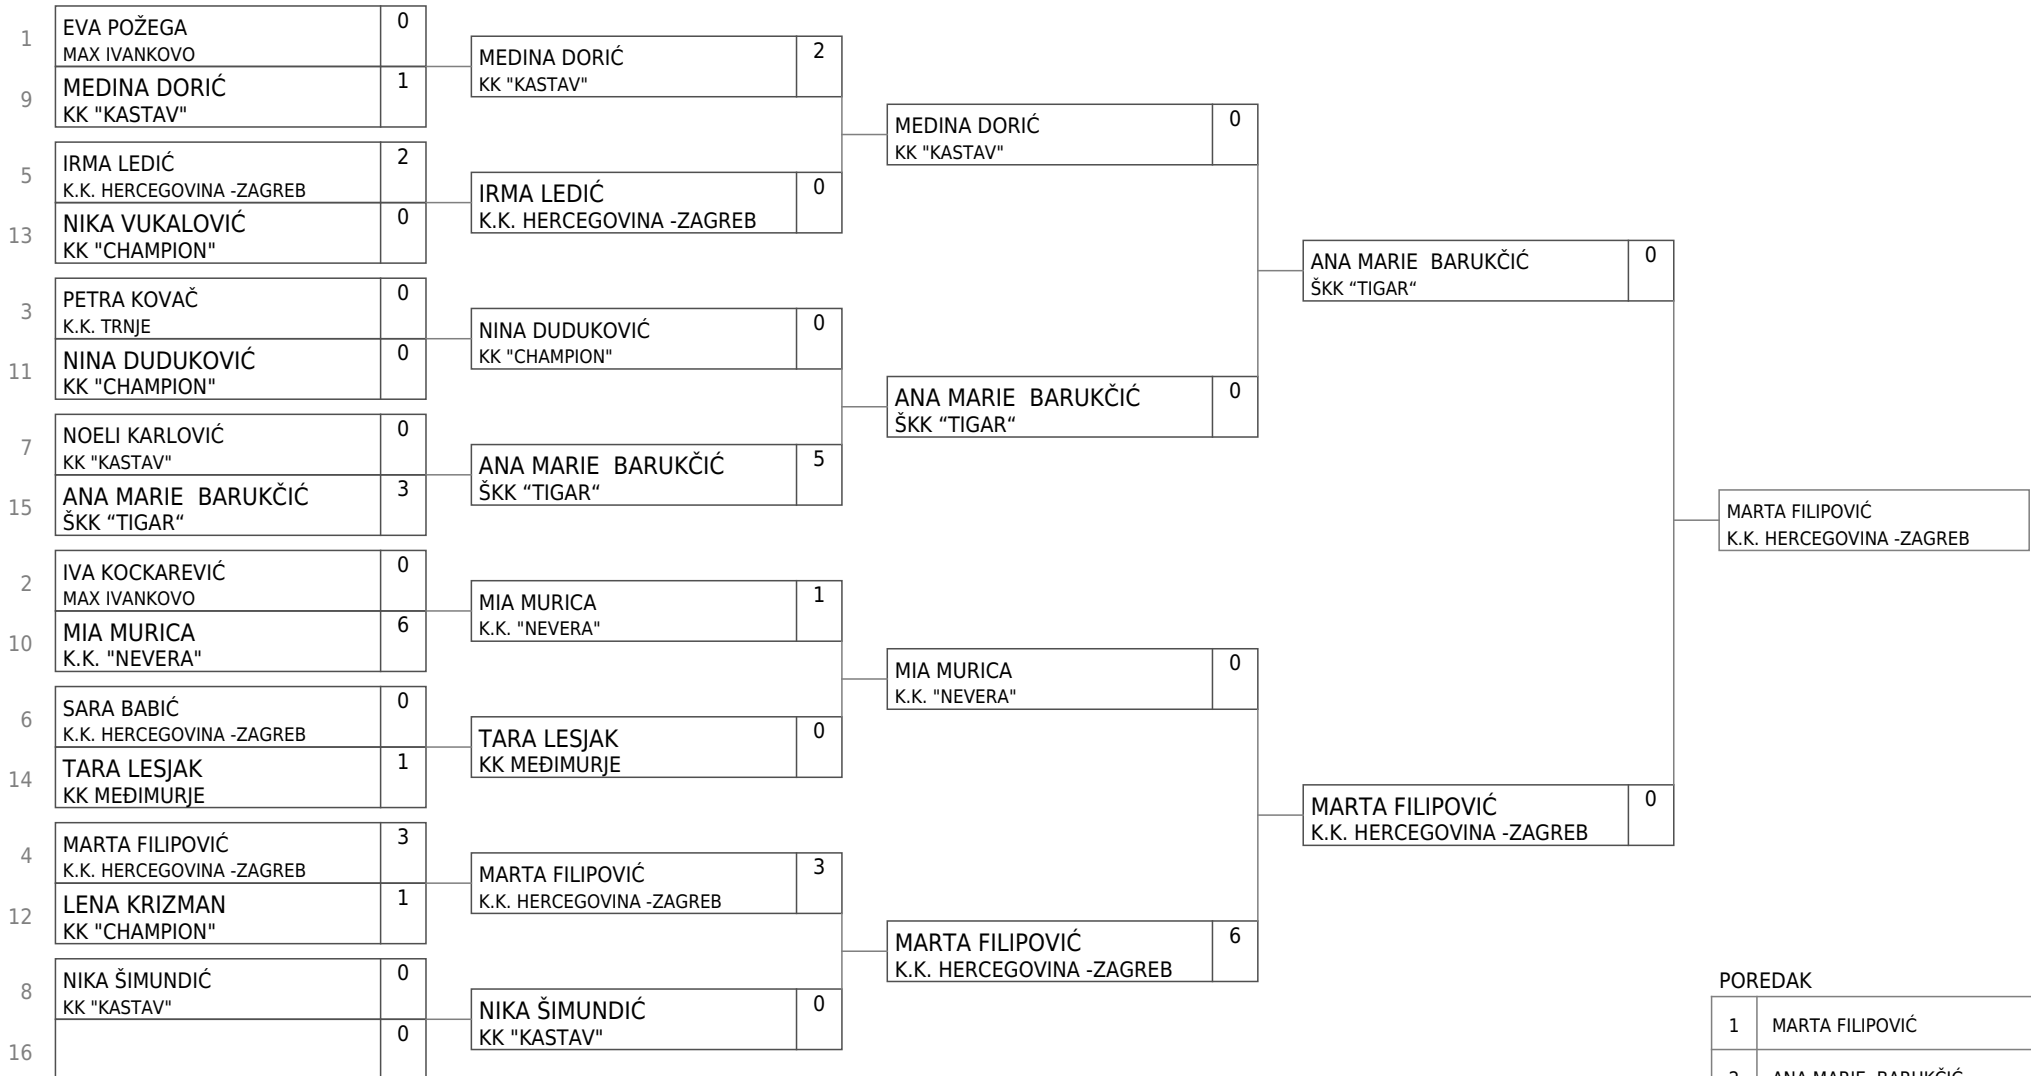 1
EVA POŽEGA
MAX IVANKOVO
0
9
MEDINA DORIĆ
KK "KASTAV"
1
5
IRMA LEDIĆ
K.K. HERCEGOVINA -ZAGREB
2
13
NIKA VUKALOVIĆ
KK "CHAMPION"
0
3
PETRA KOVAČ
K.K. TRNJE
0
11
NINA DUDUKOVIĆ
KK "CHAMPION"
0
7
NOELI KARLOVIĆ
KK "KASTAV"
0
15
ANA MARIE  BARUKČIĆ
ŠKK “TIGAR“
3
2
IVA KOCKAREVIĆ
MAX IVANKOVO
0
10
MIA MURICA
K.K. "NEVERA"
6
6
SARA BABIĆ
K.K. HERCEGOVINA -ZAGREB
0
14
TARA LESJAK
KK MEĐIMURJE
1
4
MARTA FILIPOVIĆ
K.K. HERCEGOVINA -ZAGREB
3
12
LENA KRIZMAN
KK "CHAMPION"
1
8
NIKA ŠIMUNDIĆ
KK "KASTAV"
0
16
0
MEDINA DORIĆ
KK "KASTAV"
2
IRMA LEDIĆ
K.K. HERCEGOVINA -ZAGREB
0
NINA DUDUKOVIĆ
KK "CHAMPION"
0
ANA MARIE  BARUKČIĆ
ŠKK “TIGAR“
5
MIA MURICA
K.K. "NEVERA"
1
TARA LESJAK
KK MEĐIMURJE
0
MARTA FILIPOVIĆ
K.K. HERCEGOVINA -ZAGREB
3
NIKA ŠIMUNDIĆ
KK "KASTAV"
0
MEDINA DORIĆ
KK "KASTAV"
0
ANA MARIE  BARUKČIĆ
ŠKK “TIGAR“
0
MIA MURICA
K.K. "NEVERA"
0
MARTA FILIPOVIĆ
K.K. HERCEGOVINA -ZAGREB
6
ANA MARIE  BARUKČIĆ
ŠKK “TIGAR“
0
MARTA FILIPOVIĆ
K.K. HERCEGOVINA -ZAGREB
0
MARTA FILIPOVIĆ
K.K. HERCEGOVINA -ZAGREB
POREDAK
1 MARTA FILIPOVIĆ
2 ANA MARIE  BARUKČIĆ